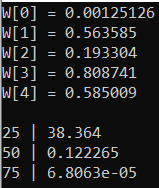 W[0] = 0.00125126
W[1] = 0.563585
W[2] = 0.193304
W[3] = 0.808741
W[4] = 0.585009
25 | 38.364
50 | 0.122265
75 | 6.8063e-05